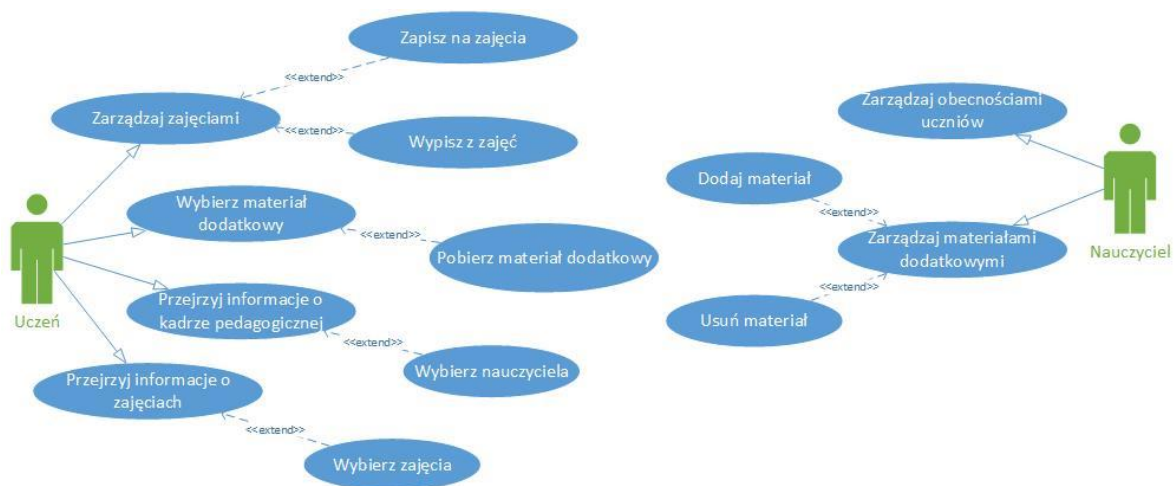 Zapisz na zajęcia
<<extend>>
Zarządzaj zajęciami
<<extend>>
Wypisz z zajęć
Wybierz materiał
dodatkowy
<<extend>>
Pobierz materiał dodatkowy
Uczeń
Przejrzyj informacje o
kadrze pedagogicznej
<<extend>>
Wybierz nauczyciela
Przejrzyj informacje o
zajęciach
<<extend>>
Wybierz zajęcia
Zarządzaj obecnościami
uczniów
Dodaj materiał
<<extend>>
Zarządzaj materiałami
dodatkowymi
Nauczyciel
<<extend>>
Usuń materiał